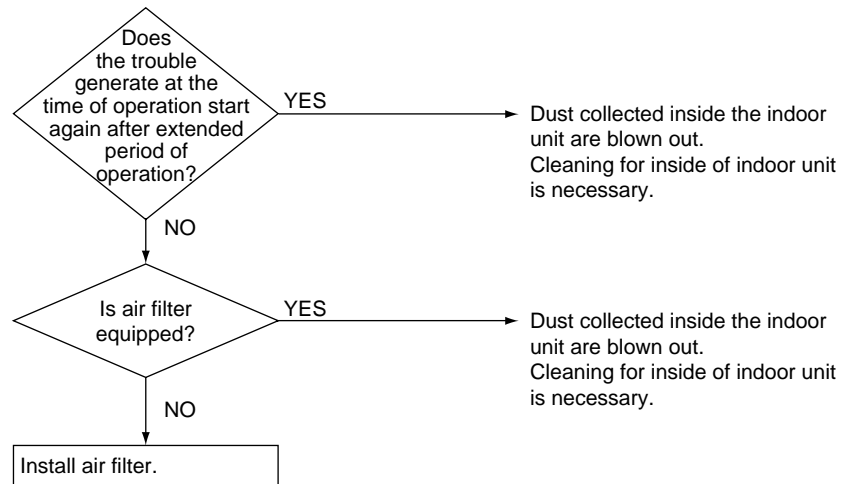 Does
the trouble
generate at the
time of operation start
again after extended
period of
operation?
YES
Dust collected inside the indoor
unit are blown out.
Cleaning for inside of indoor unit
is necessary.
NO
Is air filter
equipped?
YES
Dust collected inside the indoor
unit are blown out.
Cleaning for inside of indoor unit
is necessary.
NO
Install air filter.